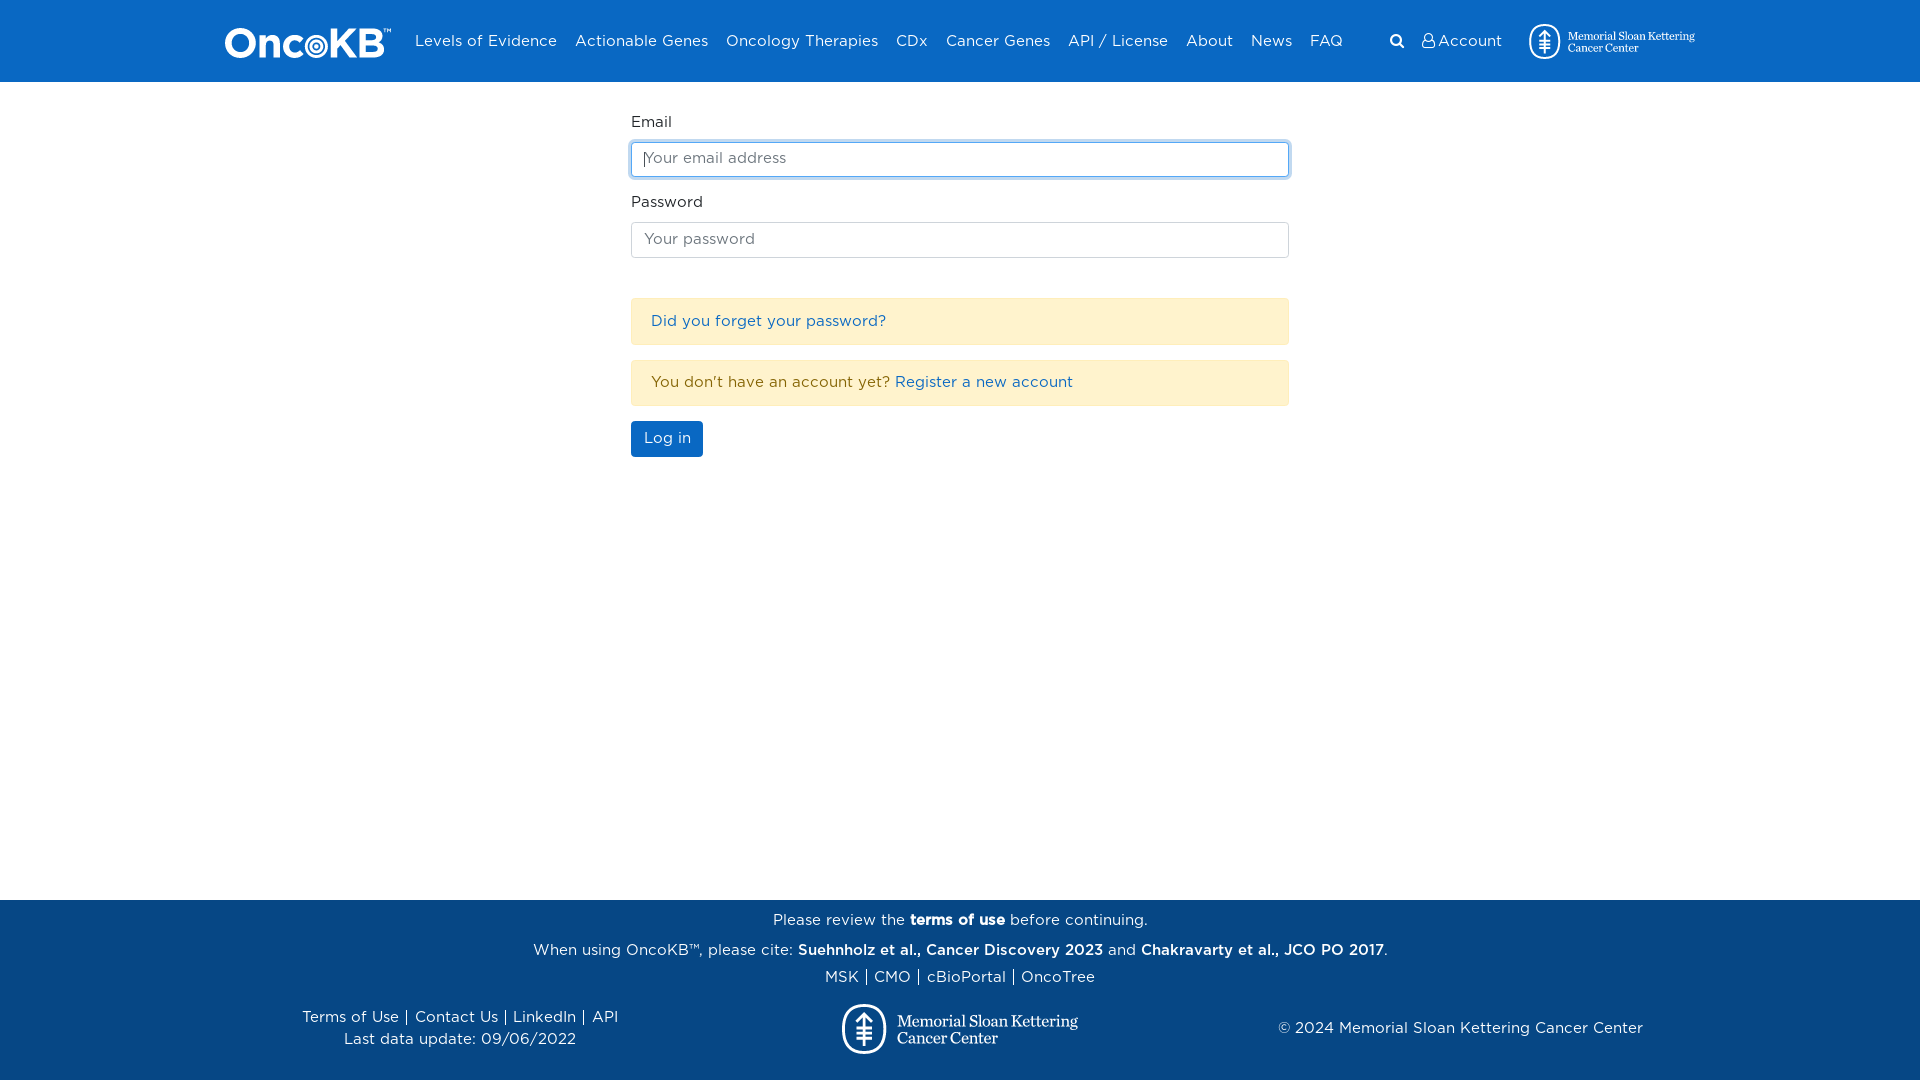 OncoKB™ Levels of Evidence Actionable Genes Oncology Therapies CDx Cancer Genes API / License About News FAQ Account Memorial Sloan Kettering
Cancer Center
Email
Your email address
Password
Your password
Did you forget your password?
You don't have an account yet? Register a new account
Log in
Please review the terms of use before continuing.
When using OncoKB™, please cite: Suehnholz et al., Cancer Discovery 2023 and Chakravarty et al., JCO PO 2017.
MSK | CMO | cBioPortal | OncoTree
Terms of Use | Contact Us | LinkedIn | API
Last data update: 09/06/2022
Memorial Sloan Kettering
Cancer Center
© 2024 Memorial Sloan Kettering Cancer Center